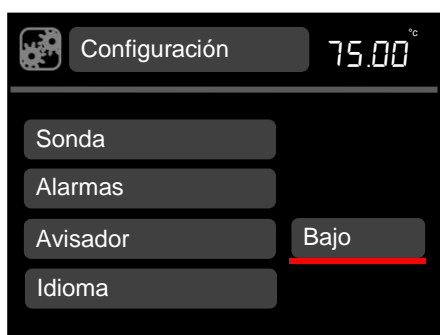 Configuración 75.00 °c
Sonda
Alarmas
Avisador Bajo
Idioma